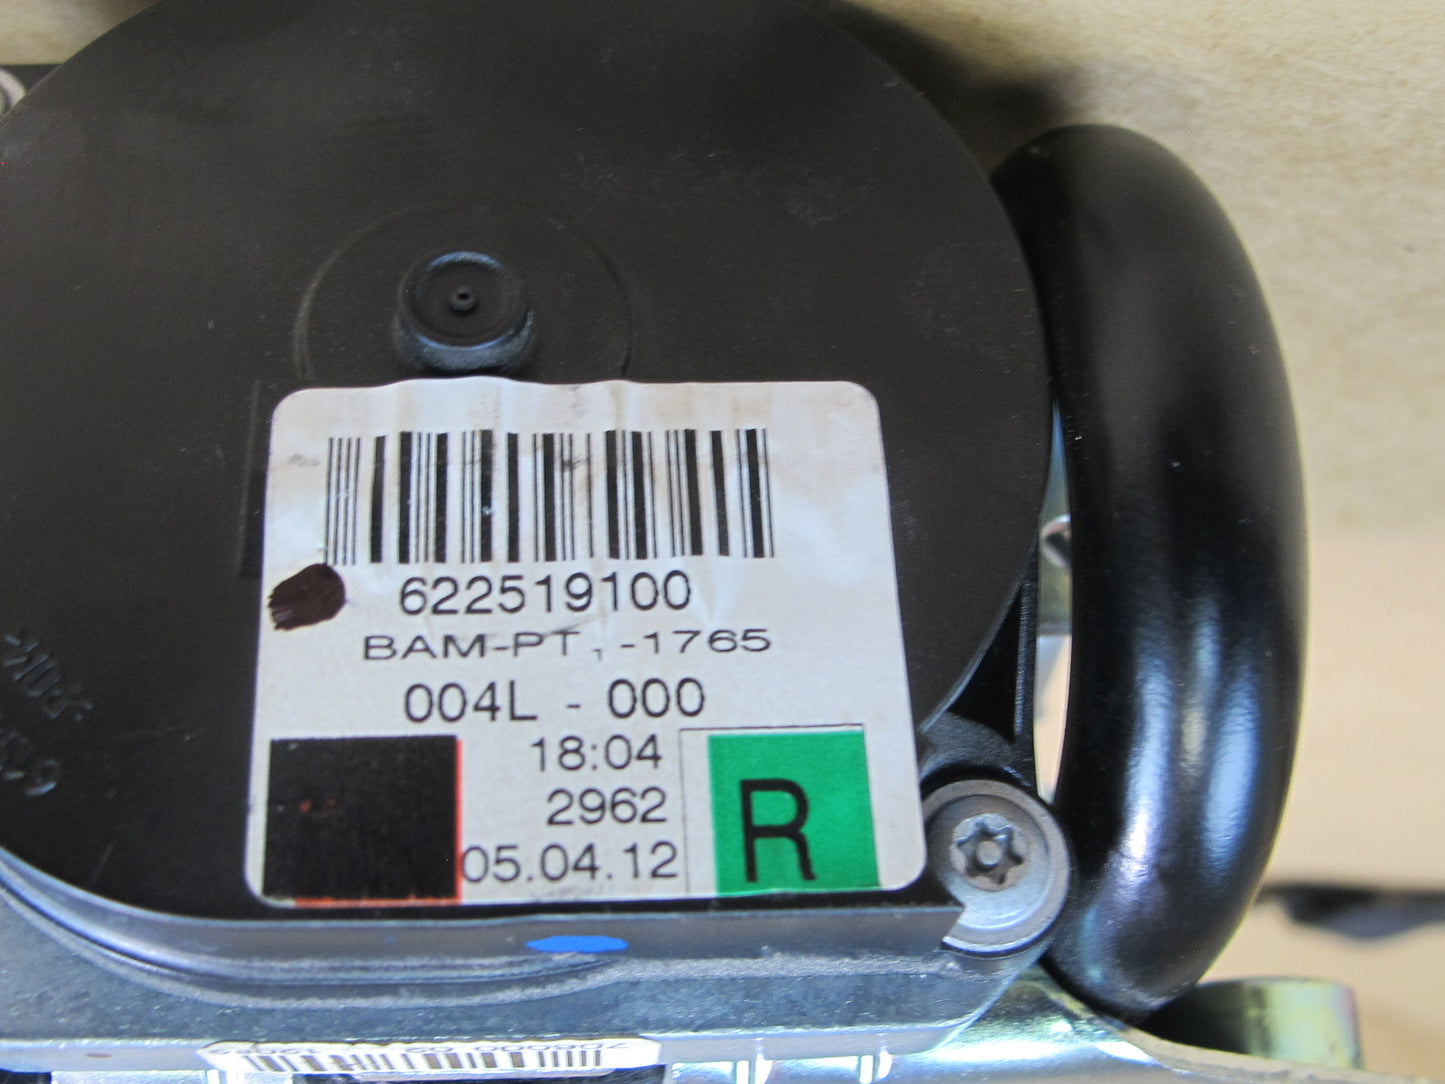 622519100
BAM-PT, -1765
004L - 000
18:04
2962
05.04.12
R